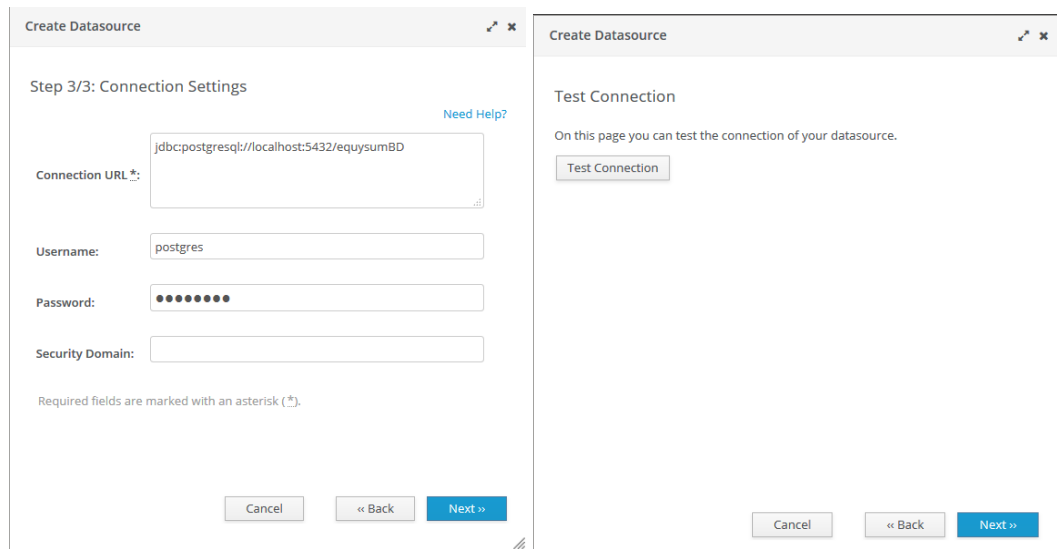 Create Datasource
Step 3/3: Connection Settings
Need Help?
Connection URL *:
jdbc:postgresql://localhost:5432/equysumBD
Username:
postgres
Password:
●●●●●●●●
Security Domain:
Required fields are marked with an asterisk ( * ).
Cancel
‹‹ Back
Next ››
Create Datasource
Test Connection
On this page you can test the connection of your datasource.
Test Connection
Cancel
‹‹ Back
Next ››